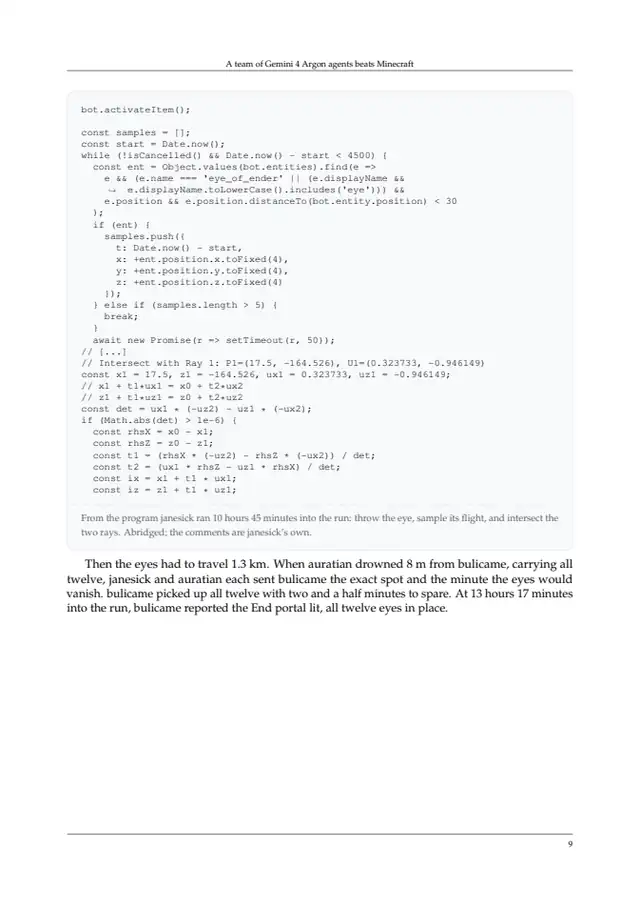 A team of Gemini 4 Argon agents beats Minecraft
bot.activateItem();
const samples = [];
const start = Date.now();
while (!isCancelled() && Date.now() - start < 4500) {
const ent = Object.values(bot.entities).find(e =>
e && (e.name === 'eye_of_ender' || (e.displayName &&
↪ e.displayName.toLowerCase().includes('eye'))) &&
e.position && e.position.distanceTo(bot.entity.position) < 30
);
if (ent) {
samples.push({
t: Date.now() - start,
x: +ent.position.x.toFixed(4),
y: +ent.position.y.toFixed(4),
z: +ent.position.z.toFixed(4)
});
} else if (samples.length > 5) {
break;
}
await new Promise(r => setTimeout(r, 50));
// [...]
// Intersect with Ray 1: P1=(17.5, -164.526), U1=(0.323733, -0.946149)
const x1 = 17.5, z1 = -164.526, ux1 = 0.323733, uz1 = -0.946149;
// x1 + t1*ux1 = x0 + t2*ux2
// z1 + t1*uz1 = z0 + t2*uz2
const det = ux1 * (-uz2) - uz1 * (-ux2);
if (Math.abs(det) > 1e-6) {
const rhsX = x0 - x1;
const rhsZ = z0 - z1;
const t1 = (rhsX * (-uz2) - rhsZ * (-ux2)) / det;
const t2 = (ux1 * rhsZ - uz1 * rhsX) / det;
const ix = x1 + t1 * ux1;
const iz = z1 + t1 * uz1;
From the program janesick ran 10 hours 45 minutes into the run: throw the eye, sample its flight, and intersect the
two rays. Abridged; the comments are janesick's own.
Then the eyes had to travel 1.3 km. When auratian drowned 8 m from bulicame, carrying all
twelve, janesick and auratian each sent bulicame the exact spot and the minute the eyes would
vanish. bulicame picked up all twelve with two and a half minutes to spare. At 13 hours 17 minutes
into the run, bulicame reported the End portal lit, all twelve eyes in place.
9